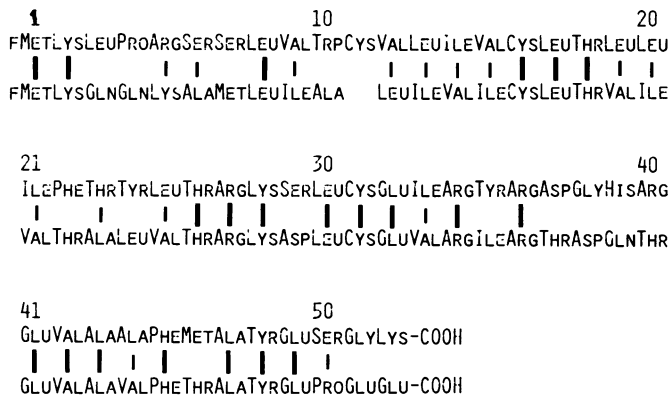 1 10 20
FMETLYSLEUPROARGSERSERLEUVALTRPCYSVALLEUILEVALCYSLEUTHRLEULEU
FMETLYSGLNGLNLYSALAMETLEUILEALA LEUILEVALILECYSLEUTHRVALILE
21 30 40
ILEPHETHRTYRLEUTHRARGLYSSERLEUCYSGLUILEARGTYRARGASPGLYHISARG
VALTHRALALEUVALTHRARGLYSASPLEUCYSGLUVALARGILEARGTHRASPGLNTHR
41 50
GLUVALALAALAPHEMETALATYRGLUSERGLYLYS-COOH
GLUVALALAVALPHETHRALATYRGLUPROGLUGLU-COOH